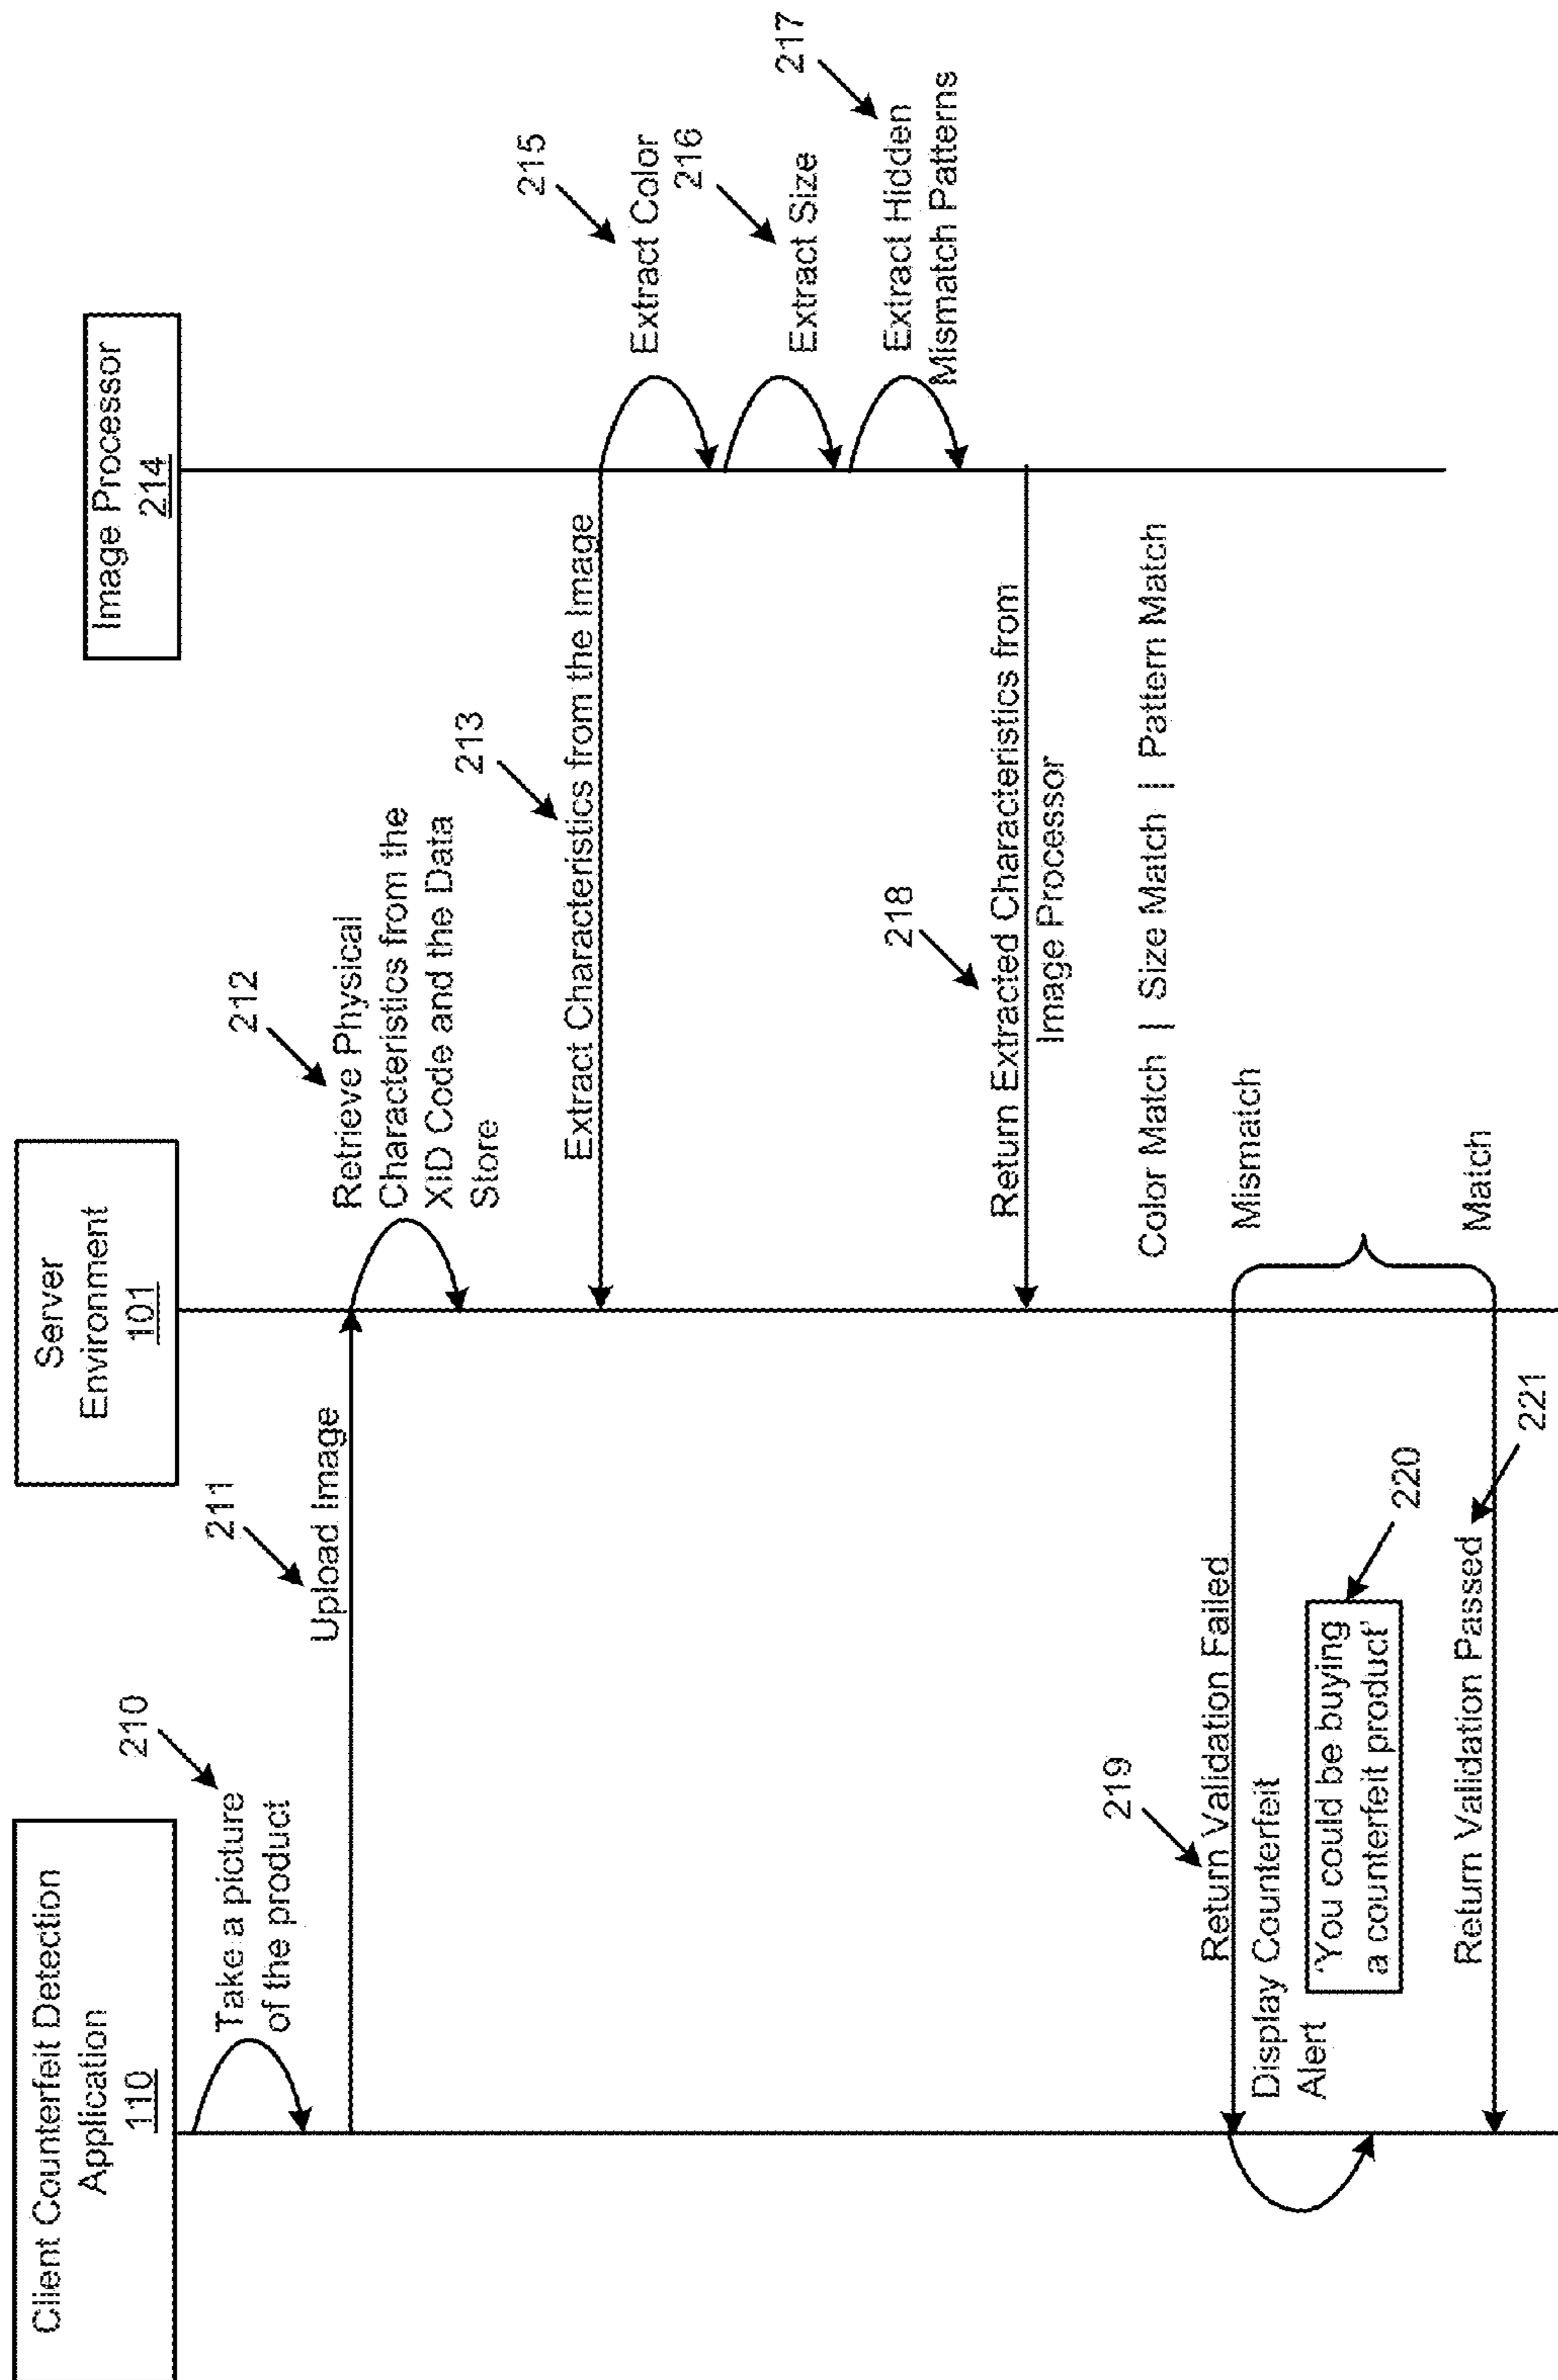 Client Counterfeit Detection
Application
110
Server
Environment
101
Image Processor
214
210
Take a picture
of the product
211
Upload Image
212
Retrieve Physical
Characteristics from the
XID Code and the Data
Store
213
Extract Characteristics from the Image
215
Extract Color
216
Extract Size
217
Extract Hidden
Mismatch Patterns
218
Return Extracted Characteristics from
Image Processor
Color Match | Size Match | Pattern Match
Mismatch
219
Return Validation Failed
Display Counterfeit
Alert
220
'You could be buying
a counterfeit product'
Match
221
Return Validation Passed